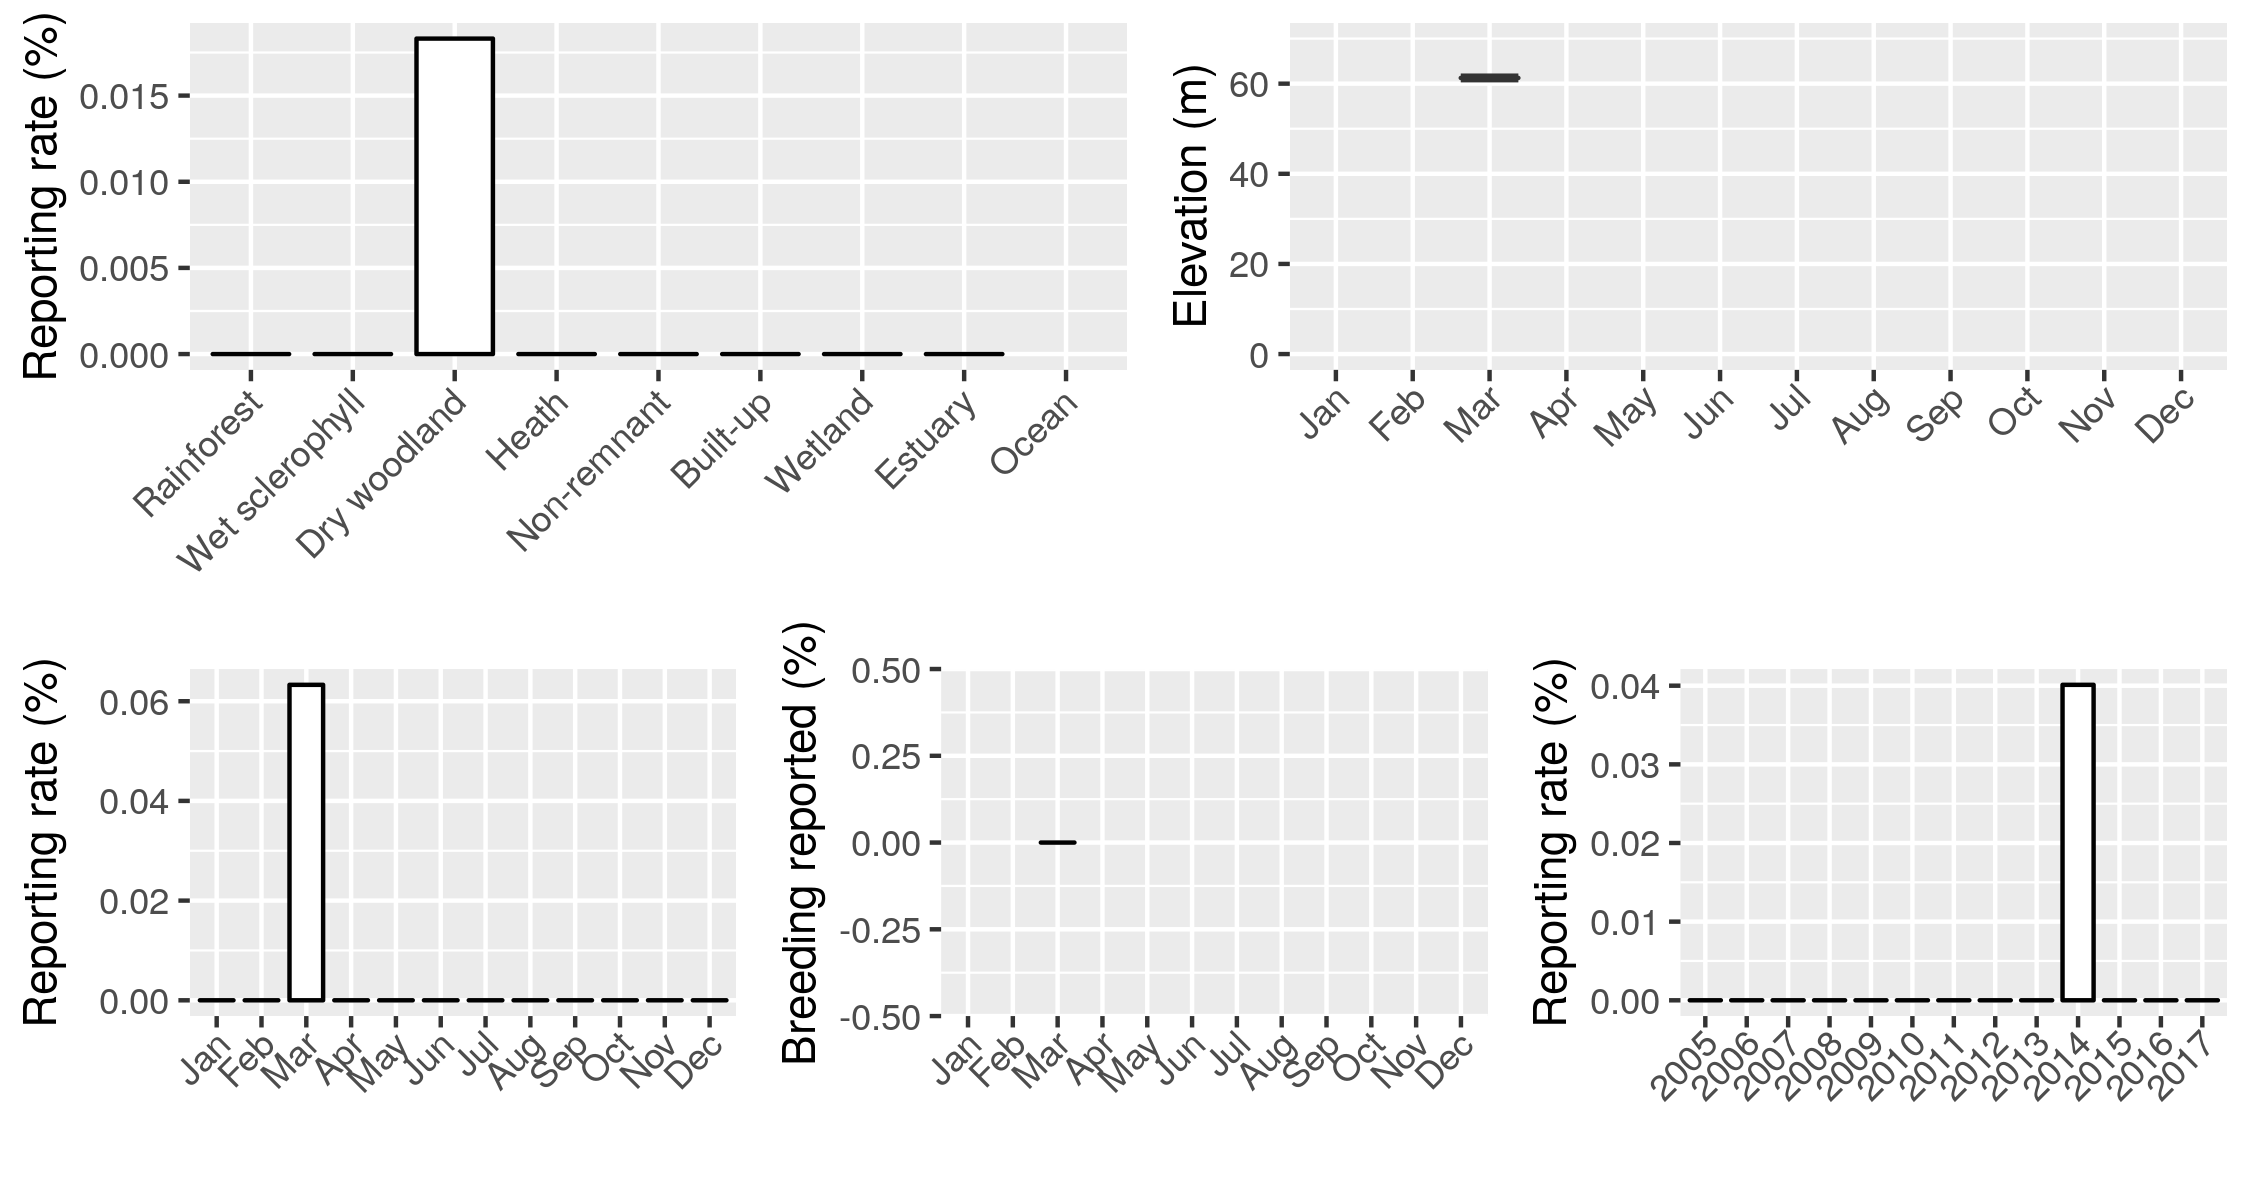 Reporting rate (%)
0.015
0.010
0.005
0.000
Rainforest
Wet sclerophyll
Dry woodland
Heath
Non-remnant
Built-up
Wetland
Estuary
Ocean
Elevation (m)
60
40
20
0
Jan
Feb
Mar
Apr
May
Jun
Jul
Aug
Sep
Oct
Nov
Dec
Reporting rate (%)
0.06
0.04
0.02
0.00
Jan
Feb
Mar
Apr
May
Jun
Jul
Aug
Sep
Oct
Nov
Dec
Breeding reported (%)
0.50
0.25
0.00
-0.25
-0.50
Jan
Feb
Mar
Apr
May
Jun
Jul
Aug
Sep
Oct
Nov
Dec
Reporting rate (%)
0.04
0.03
0.02
0.01
0.00
2005
2006
2007
2008
2009
2010
2011
2012
2013
2014
2015
2016
2017